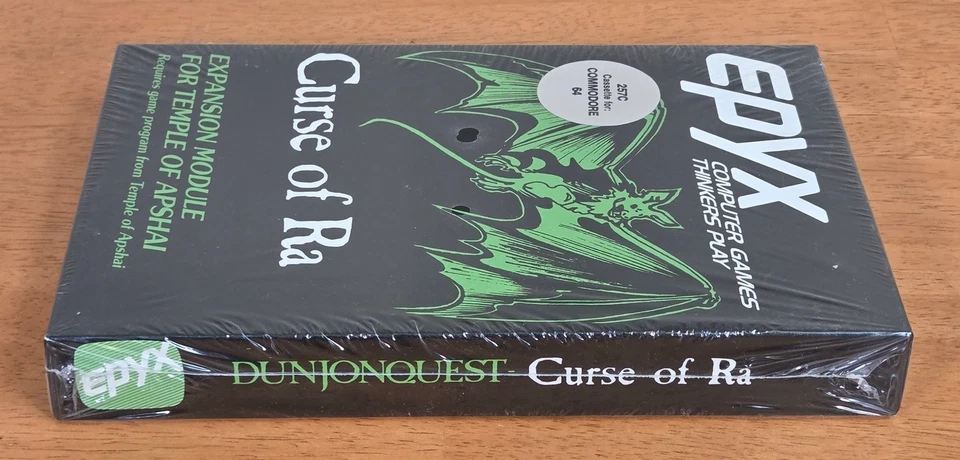 EPYX
COMPUTER GAMES
THINKERS PLAY
257C
Cassette for:
COMMODORE
64
Curse of Ra
EXPANSION MODULE
FOR TEMPLE OF APSHAI
Requires game program from Temple of Apshai
EPYX
DUNJONQUEST - Curse of Ra